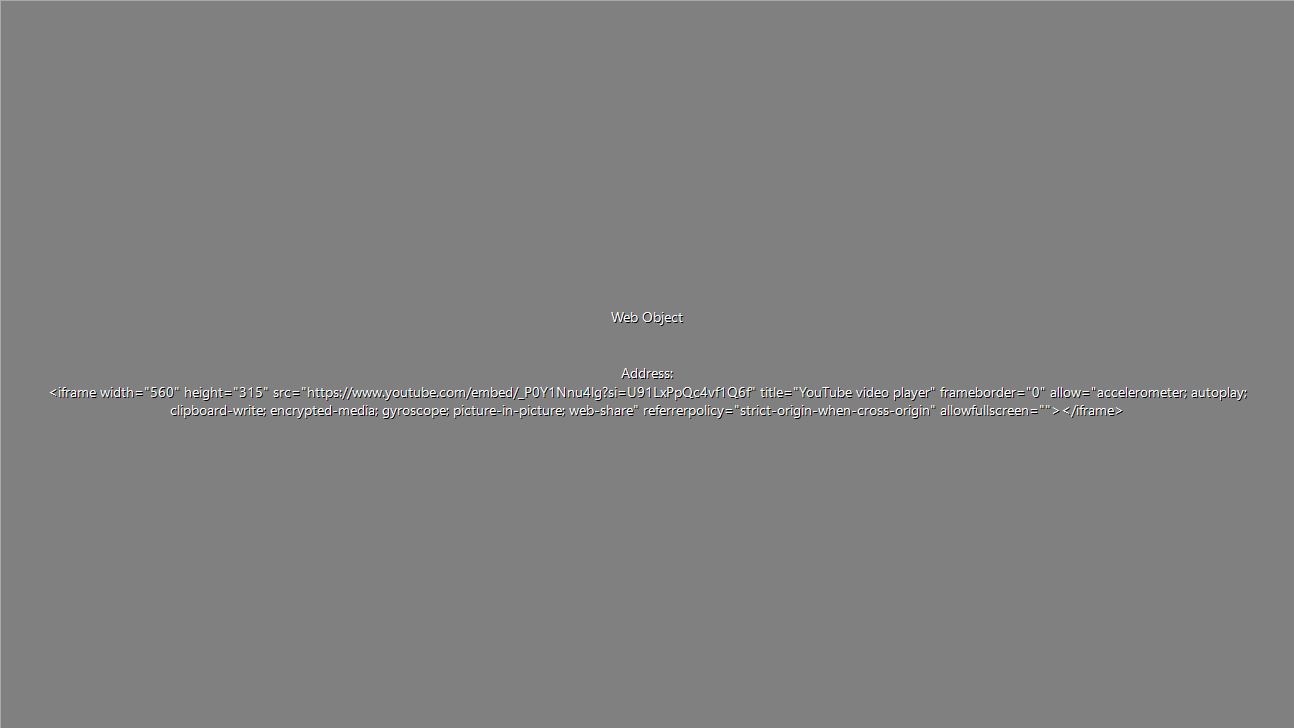 Web Object
Address:
<iframe width="560" height="315" src="https://www.youtube.com/embed/_P0Y1Nnu4Ig?si=U91LxPpQc4vf1Q6f" title="YouTube video player" frameborder="0" allow="accelerometer; autoplay;
clipboard-write; encrypted-media; gyroscope; picture-in-picture; web-share" referrerpolicy="strict-origin-when-cross-origin" allowfullscreen=""></iframe>